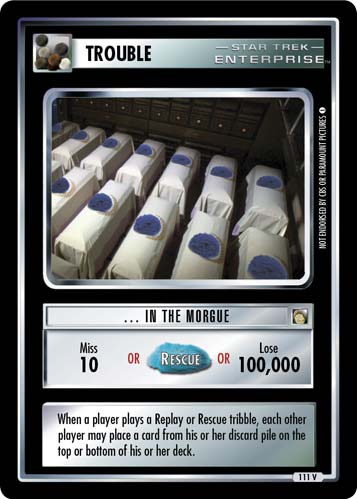 TROUBLE
STAR TREK
ENTERPRISE™
NOT ENDORSED BY CBS OR PARAMOUNT PICTURES
. . . IN THE MORGUE
Miss
10
OR
RESCUE
OR
Lose
100,000
When a player plays a Replay or Rescue tribble, each other
player may place a card from his or her discard pile on the
top or bottom of his or her deck.
111 V